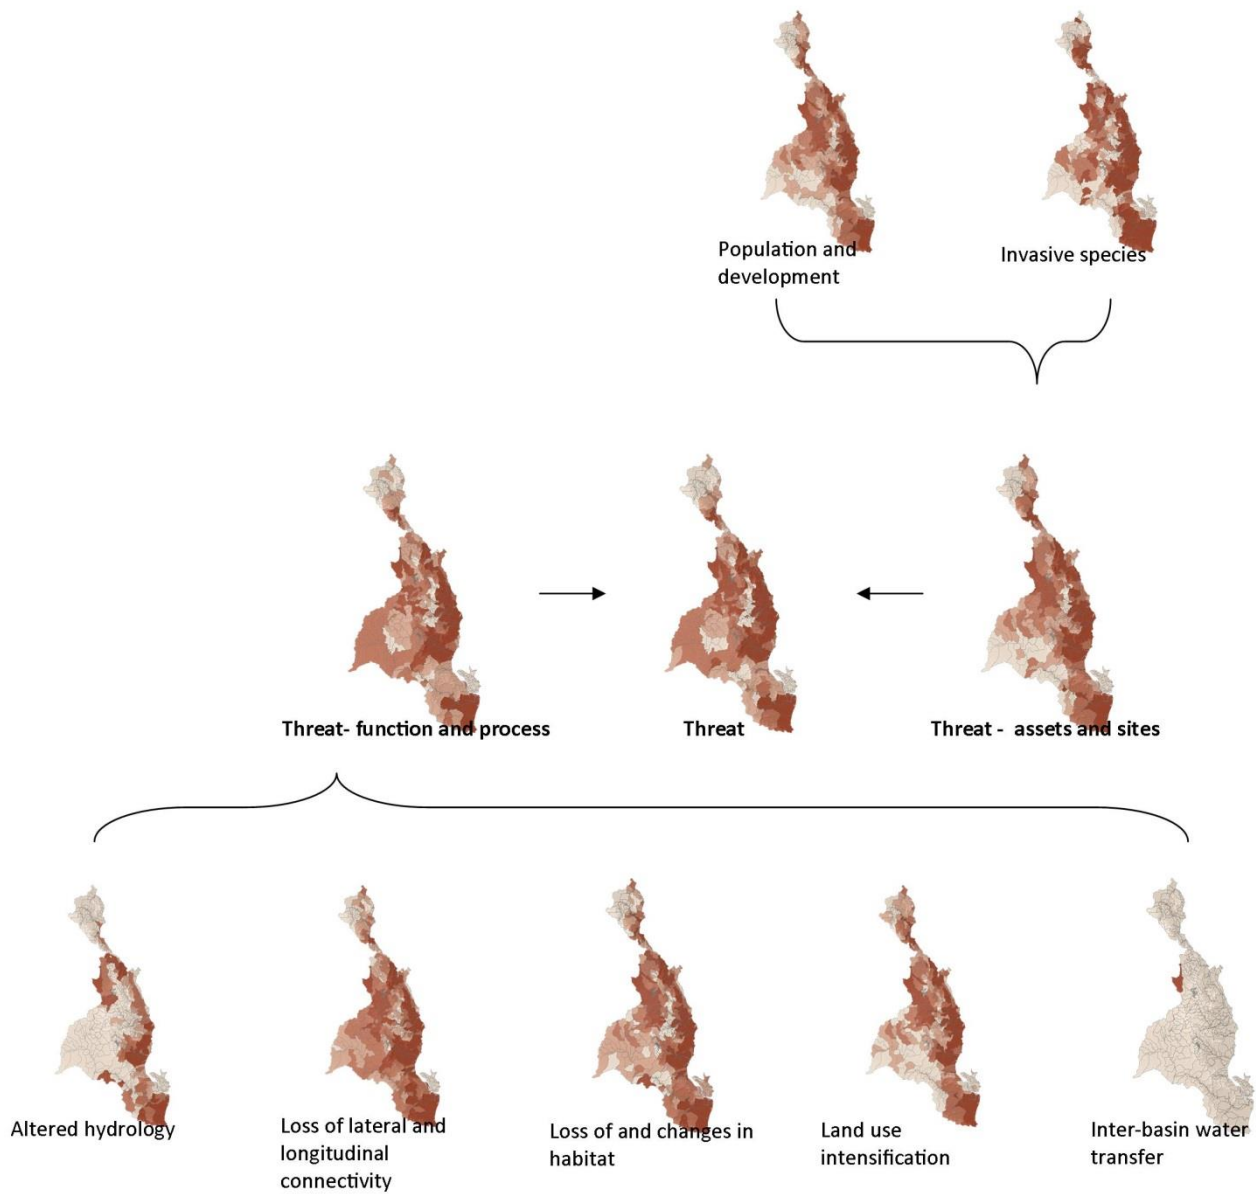 Population and
development
Invasive species
Threat- function and process
Threat
Threat -  assets and sites
Altered hydrology
Loss of lateral and
longitudinal
connectivity
Loss of and changes in
habitat
Land use
intensification
Inter-basin water
transfer